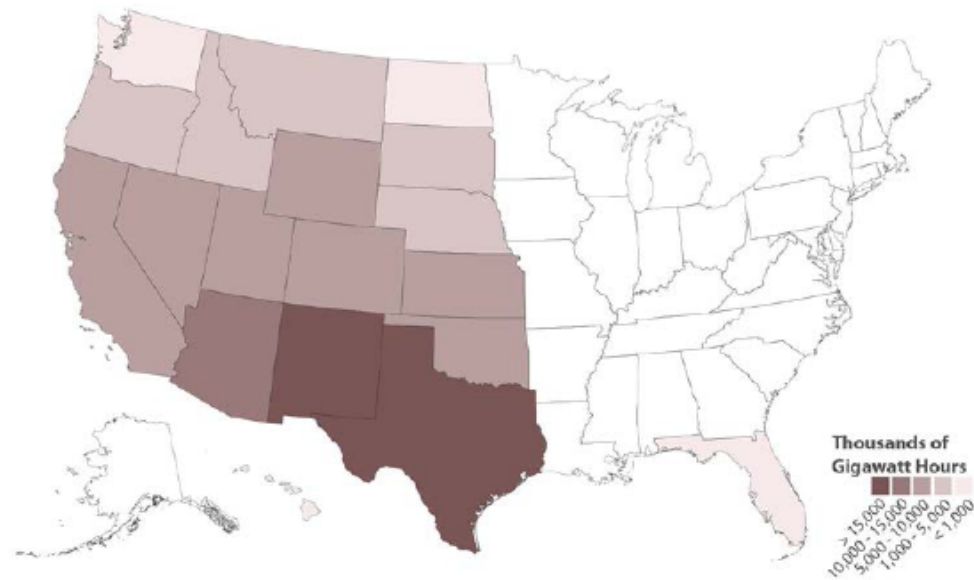 Thousands of
Gigawatt Hours
> 15,000
10,000 - 15,000
5,000 - 10,000
1,000 - 5, 000
< 1,000